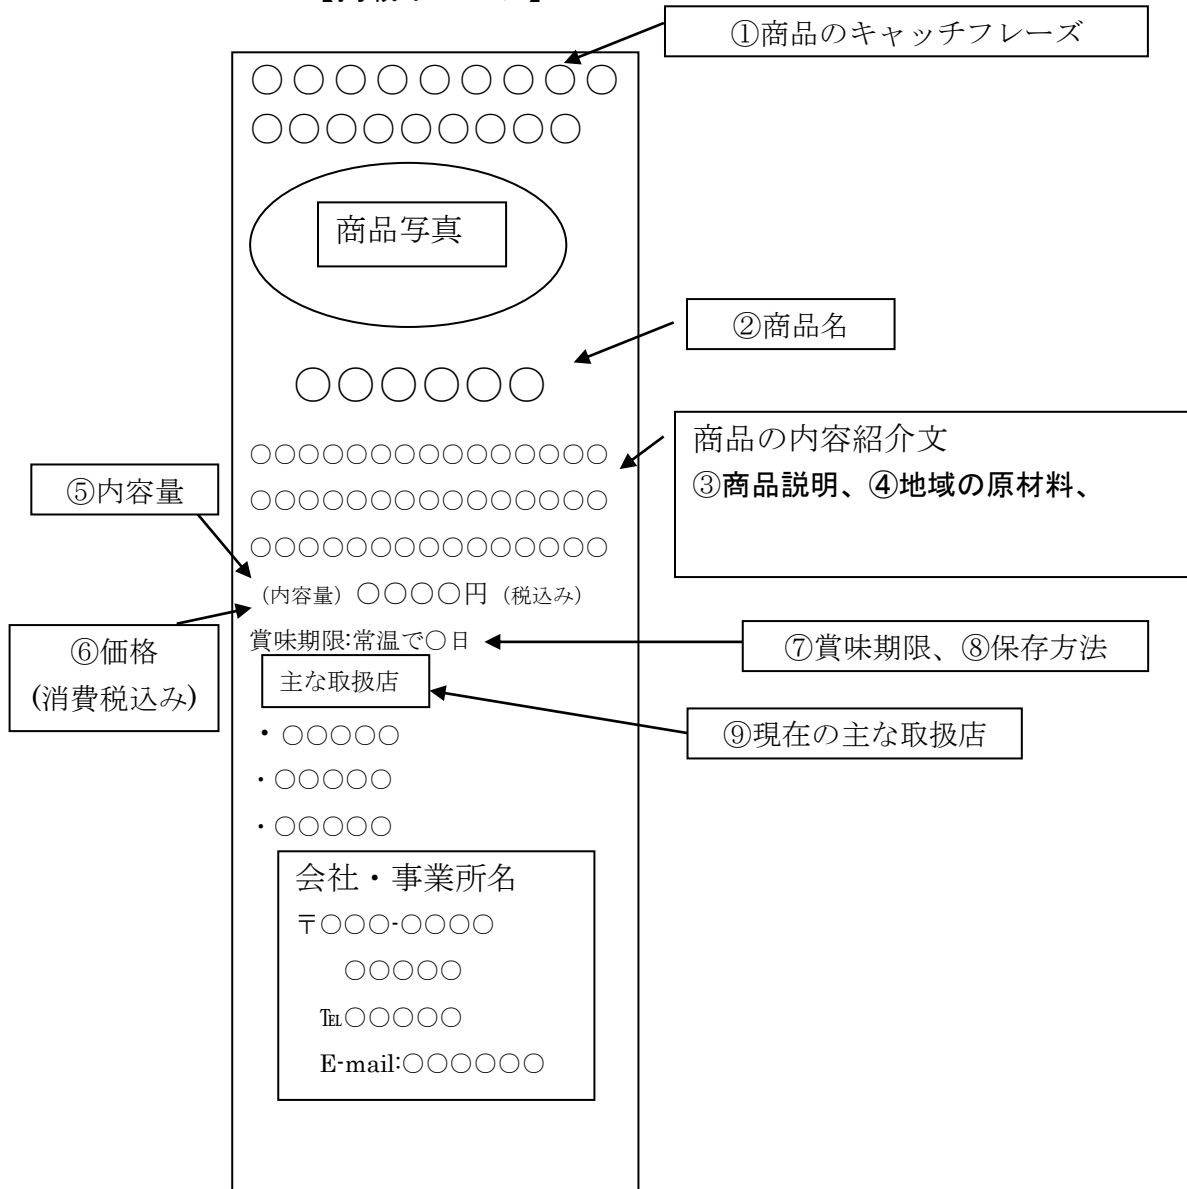 ①商品のキャッチフレーズ
○○○○○○○○○
○○○○○○○○○
商品写真
②商品名
○○○○○○
商品の内容紹介文
③商品説明、④地域の原材料、
○○○○○○○○○○○○○○○
○○○○○○○○○○○○○○○
○○○○○○○○○○○○○○○
⑤内容量
(内容量) ○○○○円 (税込み)
⑥価格
(消費税込み)
賞味期限:常温で○日
⑦賞味期限、⑧保存方法
主な取扱店
⑨現在の主な取扱店
・○○○○○
・○○○○○
・○○○○○
会社・事業所名
〒○○○-○○○○
○○○○○
℡○○○○○
E-mail:○○○○○○